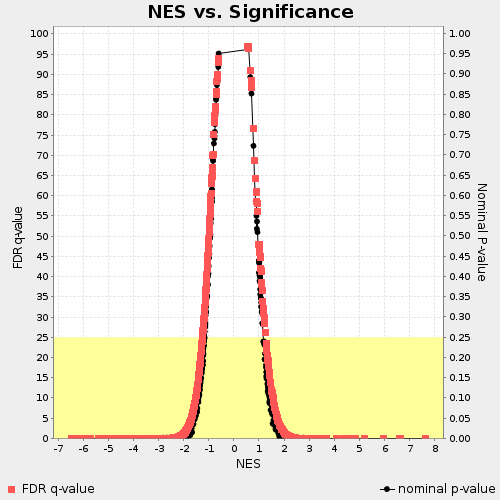 NES vs. Significance
100 95 90 85 80 75 70 65 60 55 50 45 40 35 30 25 20 15 10 5 0
FDR q-value
1.00 0.95 0.90 0.85 0.80 0.75 0.70 0.65 0.60 0.55 0.50 0.45 0.40 0.35 0.30 0.25 0.20 0.15 0.10 0.05 0.00
Nominal P-value
-7 -6 -5 -4 -3 -2 -1 0 1 2 3 4 5 6 7 8
NES
FDR q-value
nominal p-value